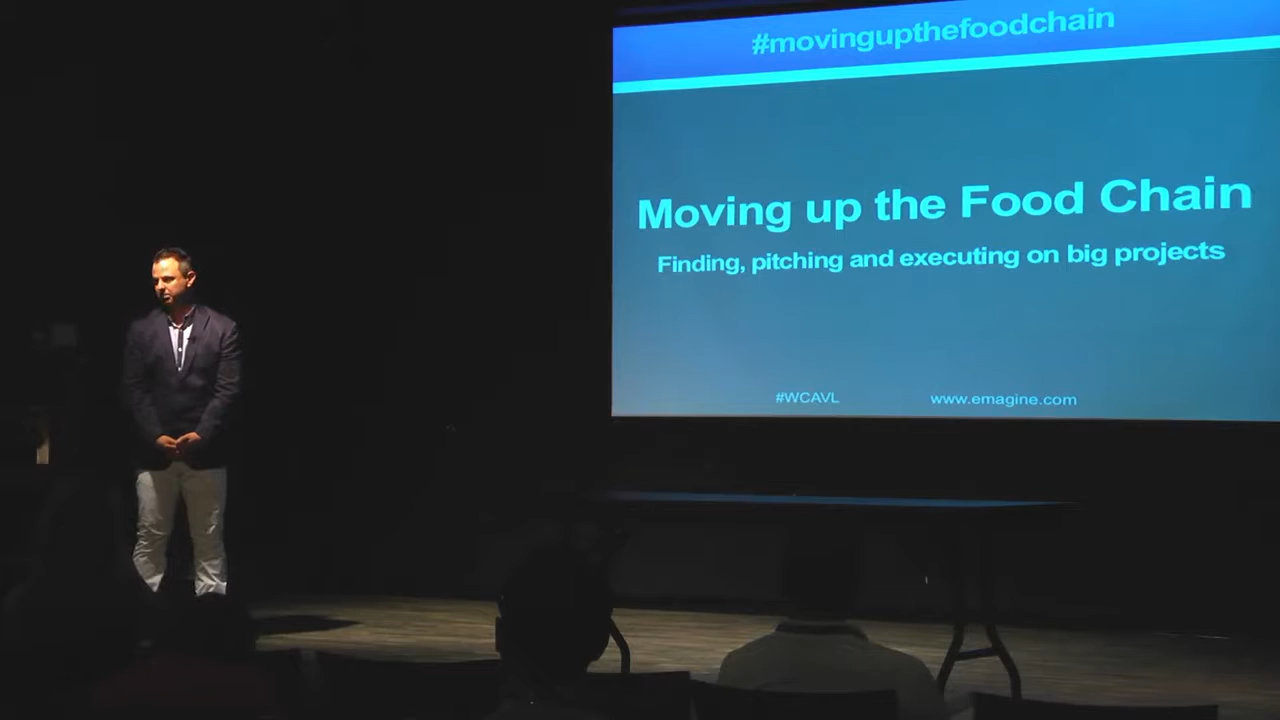 #movingupthefoodchain
Moving up the Food Chain
Finding, pitching and executing on big projects
#WCAVL
www.emagine.com